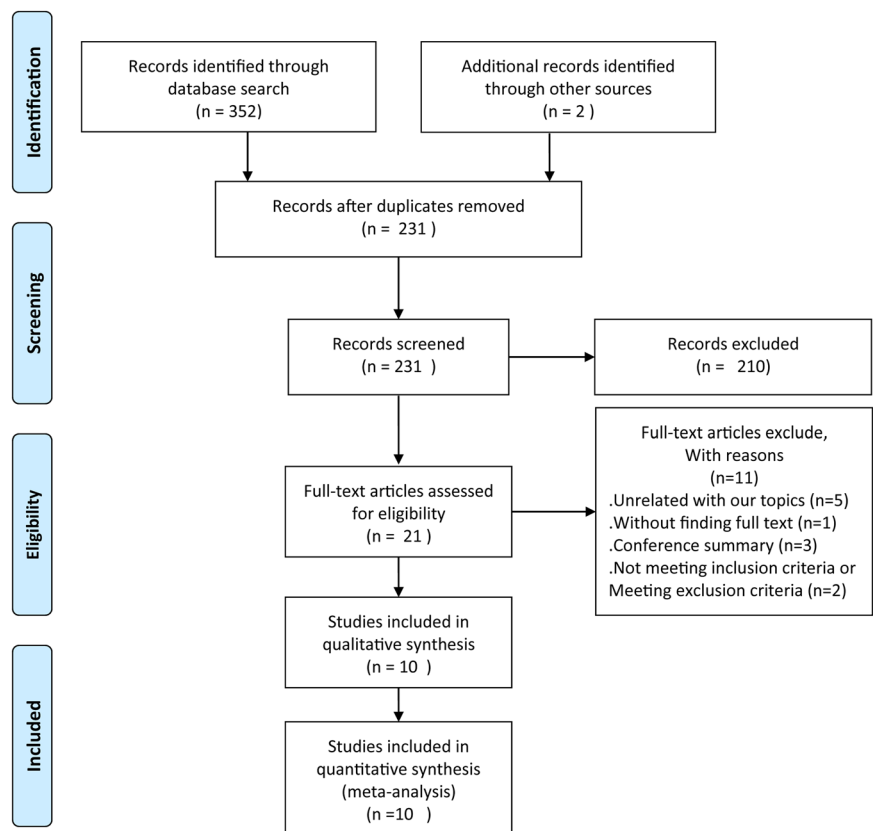 Identification
Records identified through
database search
(n = 352)
Additional records identified
through other sources
(n = 2 )
Records after duplicates removed
(n = 231 )
Screening
Records screened
(n = 231 )
Records excluded
(n = 210)
Eligibility
Full-text articles assessed
for eligibility
(n = 21 )
Full-text articles exclude,
With reasons
(n=11)
.Unrelated with our topics (n=5)
.Without finding full text (n=1)
.Conference summary (n=3)
.Not meeting inclusion criteria or
Meeting exclusion criteria (n=2)
Studies included in
qualitative synthesis
(n = 10 )
Included
Studies included in
quantitative synthesis
(meta-analysis)
(n =10 )